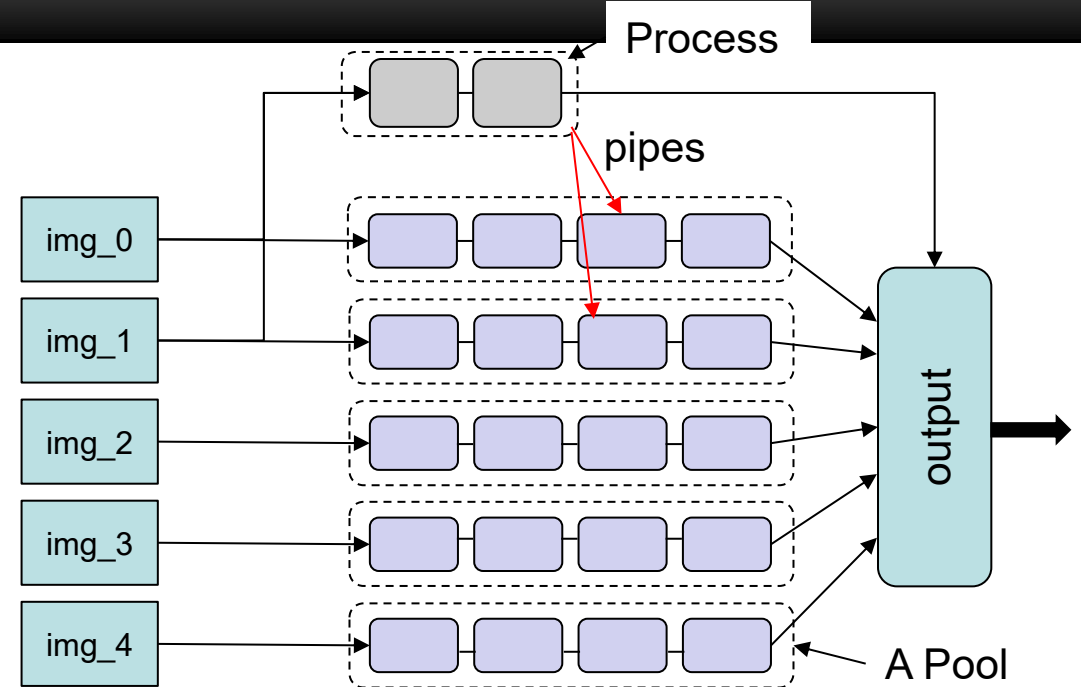 Process
pipes
img_0
img_1
img_2
img_3
img_4
output
A Pool